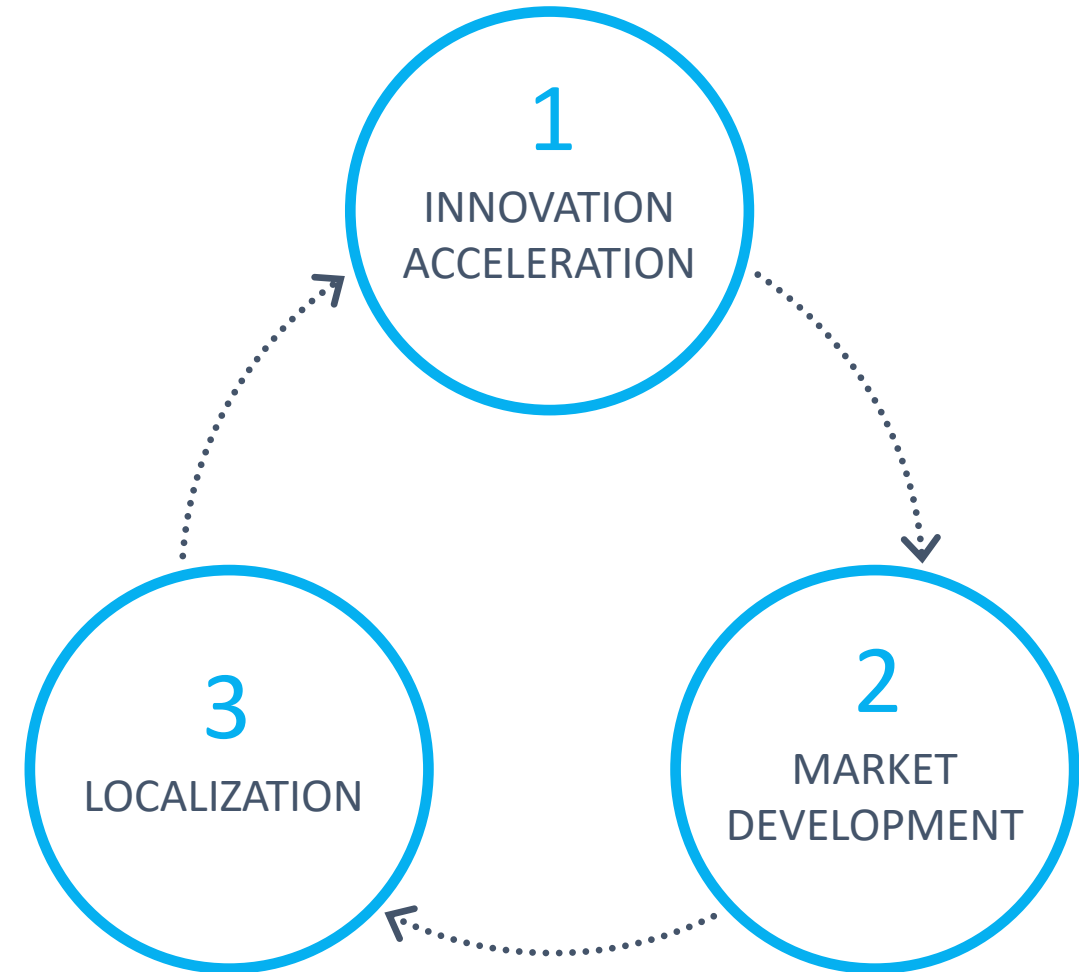 1
INNOVATION
ACCELERATION
2
MARKET
DEVELOPMENT
3
LOCALIZATION